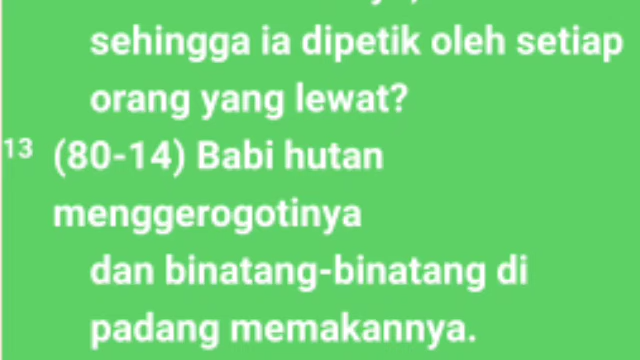 sehingga ia dipetik oleh setiap
orang yang lewat?
13 (80-14) Babi hutan
menggerogotinya
dan binatang-binatang di
padang memakannya.